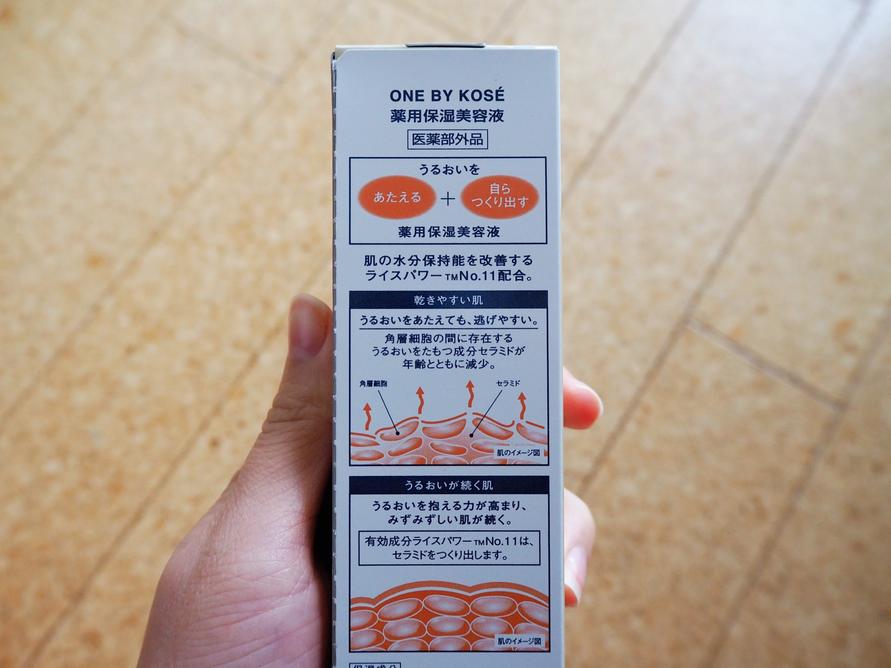 ONE BY KOSÉ
薬用保湿美容液
医薬部外品
うるおいを
あたえる + 自ら
つくり出す
薬用保湿美容液
肌の水分保持能を改善する
ライスパワー™No.11配合。
乾きやすい肌
うるおいをあたえても、逃げやすい。
角層細胞の間に存在する
うるおいをたもつ成分セラミドが
年齢とともに減少。
角層細胞 セラミド
肌のイメージ図
うるおいが続く肌
うるおいを抱える力が高まり、
みずみずしい肌が続く。
有効成分ライスパワー™No.11は、
セラミドをつくり出します。
肌のイメージ図